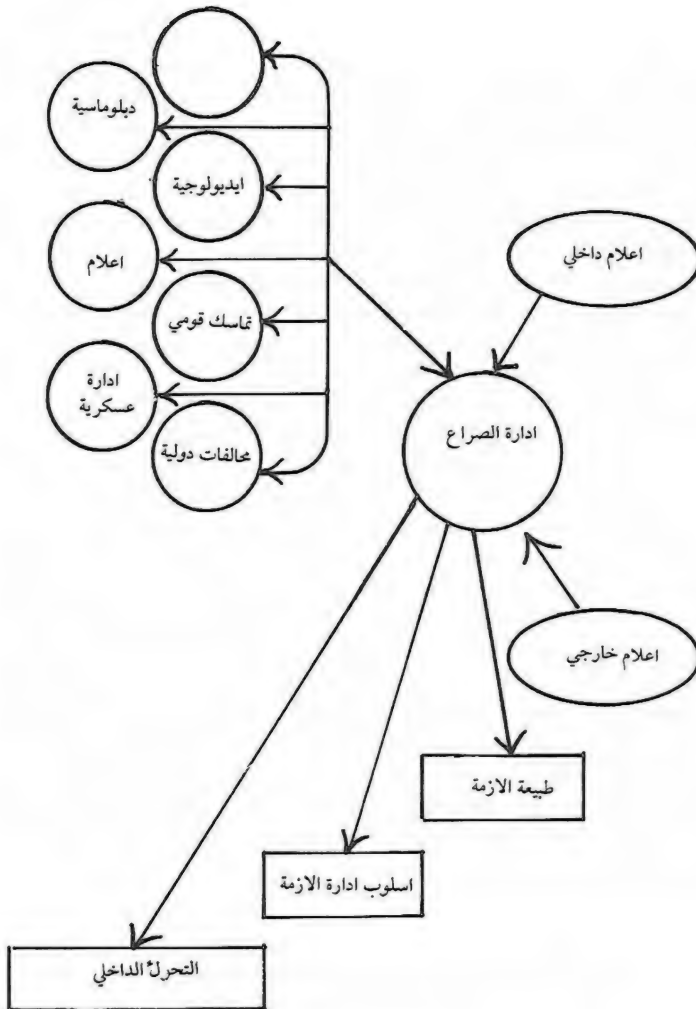 دبلوماسية
ايديولوجية
اعلام
اعلام داخلي
تماسك قومي
ادارة
عسكرية
ادارة الصراع
محالفات دولية
اعلام خارجي
طبيعة الازمة
اسلوب ادارة الازمة
التحرك الداخلي